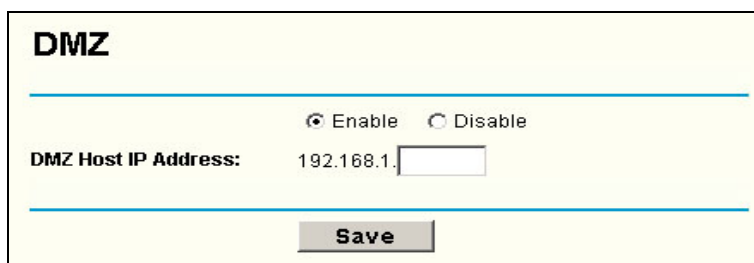 DMZ
Enable Disable
DMZ Host IP Address: 192.168.1.
Save